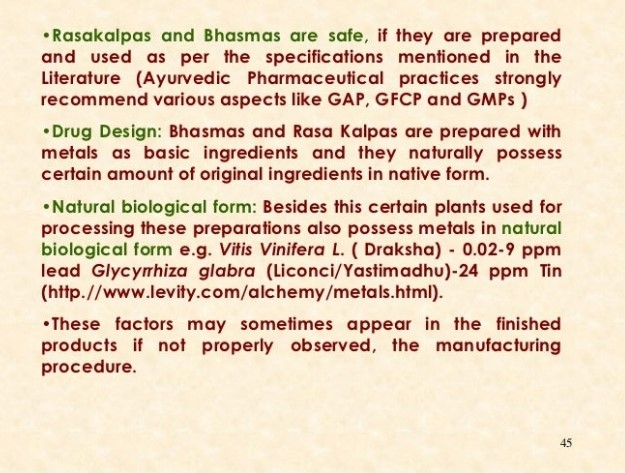 •Rasakalpas and Bhasmas are safe, if they are prepared
and used as per the specifications mentioned in the
Literature (Ayurvedic Pharmaceutical practices strongly
recommend various aspects like GAP, GFCP and GMPs )
•Drug Design: Bhasmas and Rasa Kalpas are prepared with
metals as basic ingredients and they naturally possess
certain amount of original ingredients in native form.
•Natural biological form: Besides this certain plants used for
processing these preparations also possess metals in natural
biological form e.g. Vitis Vinifera L. ( Draksha) - 0.02-9 ppm
lead Glycyrrhiza glabra (Liconci/Yastimadhu)-24 ppm Tin
(http.//www.levity.com/alchemy/metals.html).
•These factors may sometimes appear in the finished
products if not properly observed, the manufacturing
procedure.
45